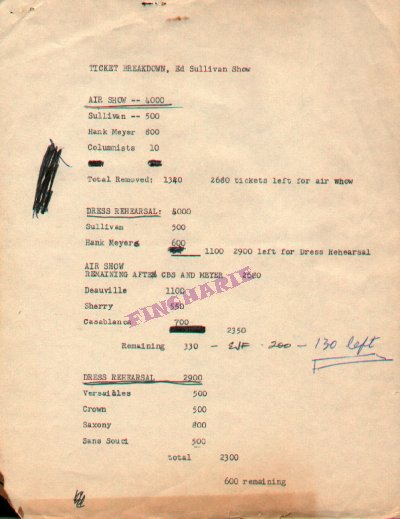 TICKET BREAKDOWN, Ed Sullivan Show
AIR SHOW -- 4000
Sullivan -- 500
Hank Meyer 800
Columnists 10
Total Removed: 1320 2680 tickets left for air whow
DRESS REHEARSAL: 4000
Sullivan 500
Hank Meyer 600
1100 2900 left for Dress Rehearsal
AIR SHOW
REMAINING AFTER CBS AND MEYER 2680
Deauville 1100
Sherry 550
Casablanca 700
2350
FINGHARIE
Remaining 330 - 200 - 130 left
DRESS REHEARSAL 2900
Versailles 500
Crown 500
Saxony 800
Sans Souci 500
total 2300
600 remaining